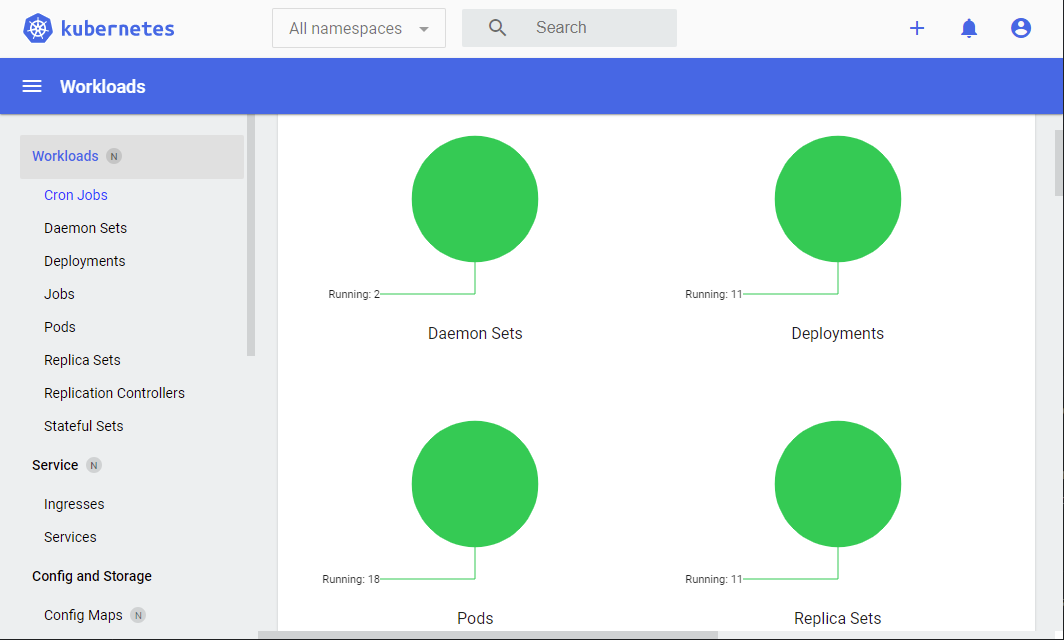 kubernetes
All namespaces
Search
Workloads
Workloads N
Cron Jobs
Daemon Sets
Deployments
Jobs
Pods
Replica Sets
Replication Controllers
Stateful Sets
Service N
Ingresses
Services
Config and Storage
Config Maps N
Running: 2
Daemon Sets
Running: 11
Deployments
Running: 18
Pods
Running: 11
Replica Sets